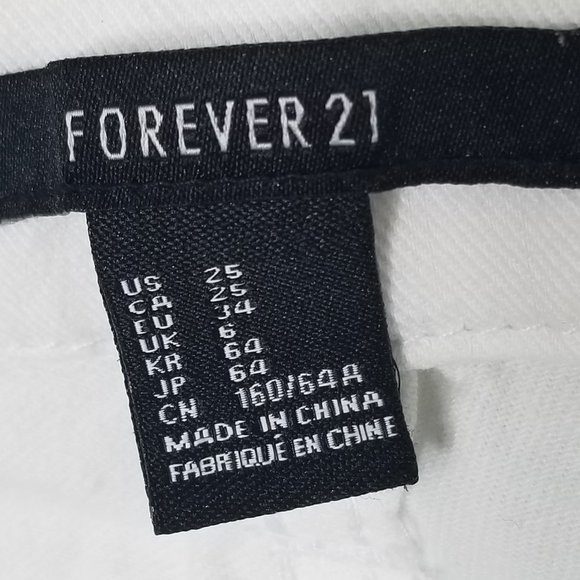 FOREVER 21
US 25
CA 25
EU 34
UK 6
KR 64
JP 64
CN 160/64A
MADE IN CHINA
FABRIQUÉ EN CHINE